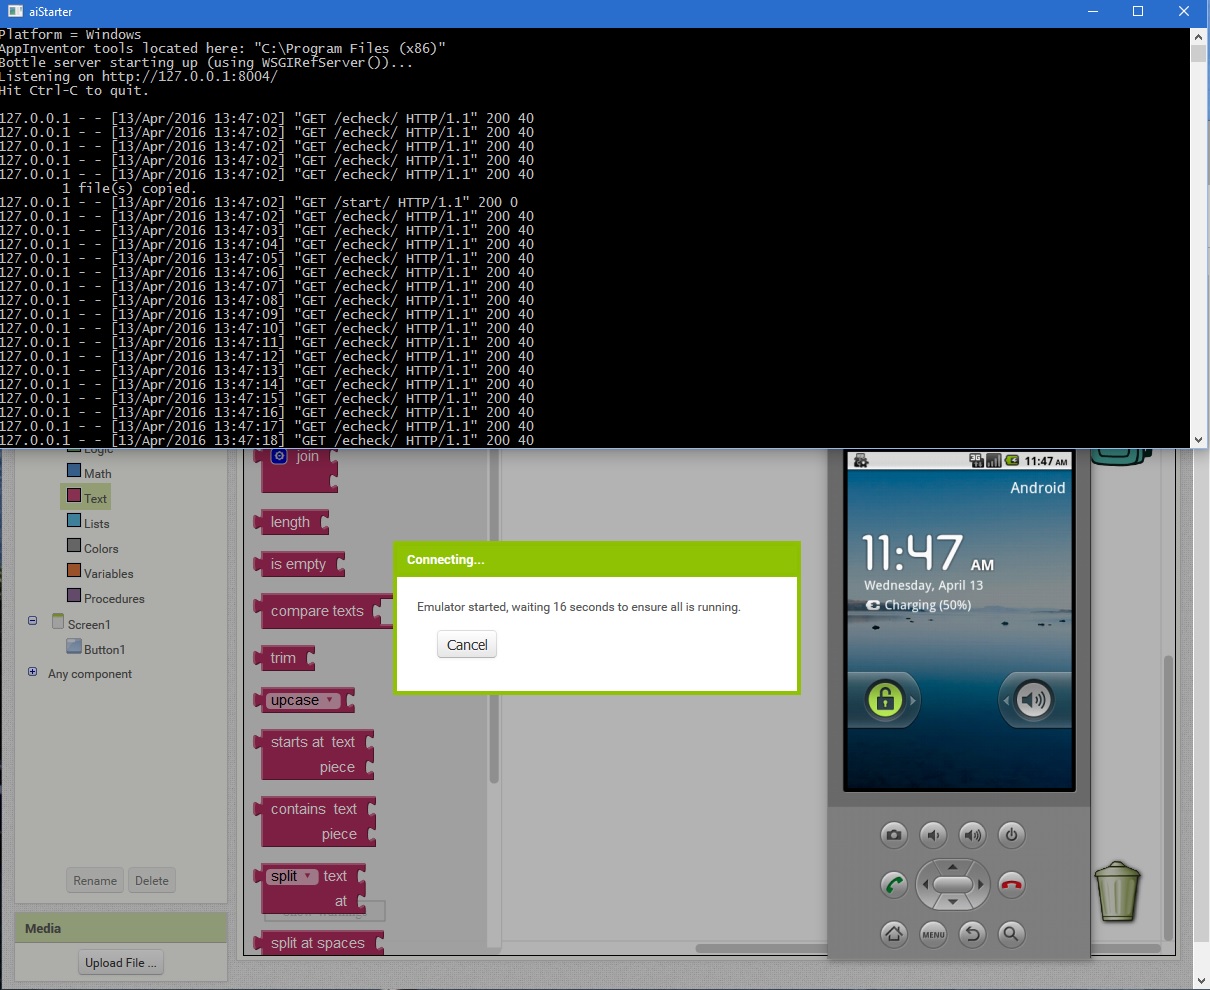 aiStarter
Platform = Windows
AppInventor tools located here: "C:\Program Files (x86)"
Bottle server starting up (using WSGIRefServer())...
Listening on http://127.0.0.1:8004/
Hit Ctrl-C to quit.
127.0.0.1 - - [13/Apr/2016 13:47:02] "GET /echeck/ HTTP/1.1" 200 40
127.0.0.1 - - [13/Apr/2016 13:47:02] "GET /echeck/ HTTP/1.1" 200 40
127.0.0.1 - - [13/Apr/2016 13:47:02] "GET /echeck/ HTTP/1.1" 200 40
127.0.0.1 - - [13/Apr/2016 13:47:02] "GET /echeck/ HTTP/1.1" 200 40
127.0.0.1 - - [13/Apr/2016 13:47:02] "GET /echeck/ HTTP/1.1" 200 40
1 file(s) copied.
127.0.0.1 - - [13/Apr/2016 13:47:02] "GET /start/ HTTP/1.1" 200 0
127.0.0.1 - - [13/Apr/2016 13:47:02] "GET /echeck/ HTTP/1.1" 200 40
127.0.0.1 - - [13/Apr/2016 13:47:03] "GET /echeck/ HTTP/1.1" 200 40
127.0.0.1 - - [13/Apr/2016 13:47:04] "GET /echeck/ HTTP/1.1" 200 40
127.0.0.1 - - [13/Apr/2016 13:47:05] "GET /echeck/ HTTP/1.1" 200 40
127.0.0.1 - - [13/Apr/2016 13:47:06] "GET /echeck/ HTTP/1.1" 200 40
127.0.0.1 - - [13/Apr/2016 13:47:07] "GET /echeck/ HTTP/1.1" 200 40
127.0.0.1 - - [13/Apr/2016 13:47:08] "GET /echeck/ HTTP/1.1" 200 40
127.0.0.1 - - [13/Apr/2016 13:47:09] "GET /echeck/ HTTP/1.1" 200 40
127.0.0.1 - - [13/Apr/2016 13:47:10] "GET /echeck/ HTTP/1.1" 200 40
127.0.0.1 - - [13/Apr/2016 13:47:11] "GET /echeck/ HTTP/1.1" 200 40
127.0.0.1 - - [13/Apr/2016 13:47:12] "GET /echeck/ HTTP/1.1" 200 40
127.0.0.1 - - [13/Apr/2016 13:47:13] "GET /echeck/ HTTP/1.1" 200 40
127.0.0.1 - - [13/Apr/2016 13:47:14] "GET /echeck/ HTTP/1.1" 200 40
127.0.0.1 - - [13/Apr/2016 13:47:15] "GET /echeck/ HTTP/1.1" 200 40
127.0.0.1 - - [13/Apr/2016 13:47:16] "GET /echeck/ HTTP/1.1" 200 40
127.0.0.1 - - [13/Apr/2016 13:47:17] "GET /echeck/ HTTP/1.1" 200 40
127.0.0.1 - - [13/Apr/2016 13:47:18] "GET /echeck/ HTTP/1.1" 200 40
Logic
Math
Text
Lists
Colors
Variables
Procedures
Screen1
Button1
Any component
Rename Delete
Media
Upload File ...
join
length
is empty
compare texts
trim
upcase
starts at text
piece
contains text
piece
split text
at
split at spaces
Connecting...
Emulator started, waiting 16 seconds to ensure all is running.
Cancel
3G 11:47 AM
Android
11:47 AM
Wednesday, April 13
Charging (50%)
MENU